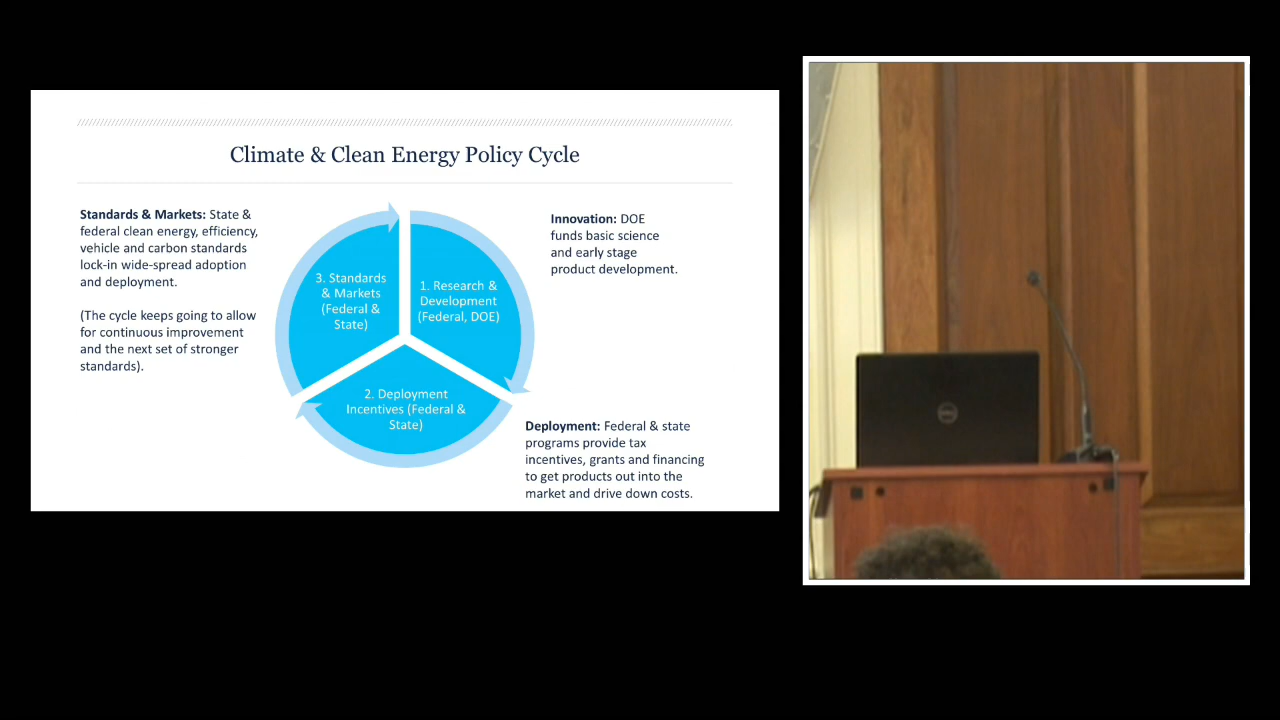 Climate & Clean Energy Policy Cycle
Standards & Markets: State &
federal clean energy, efficiency,
vehicle and carbon standards
lock-in wide-spread adoption
and deployment.
(The cycle keeps going to allow
for continuous improvement
and the next set of stronger
standards).
3. Standards
& Markets
(Federal &
State)
1. Research &
Development
(Federal, DOE)
2. Deployment
Incentives (Federal &
State)
Innovation: DOE
funds basic science
and early stage
product development.
Deployment: Federal & state
programs provide tax
incentives, grants and financing
to get products out into the
market and drive down costs.
DELL